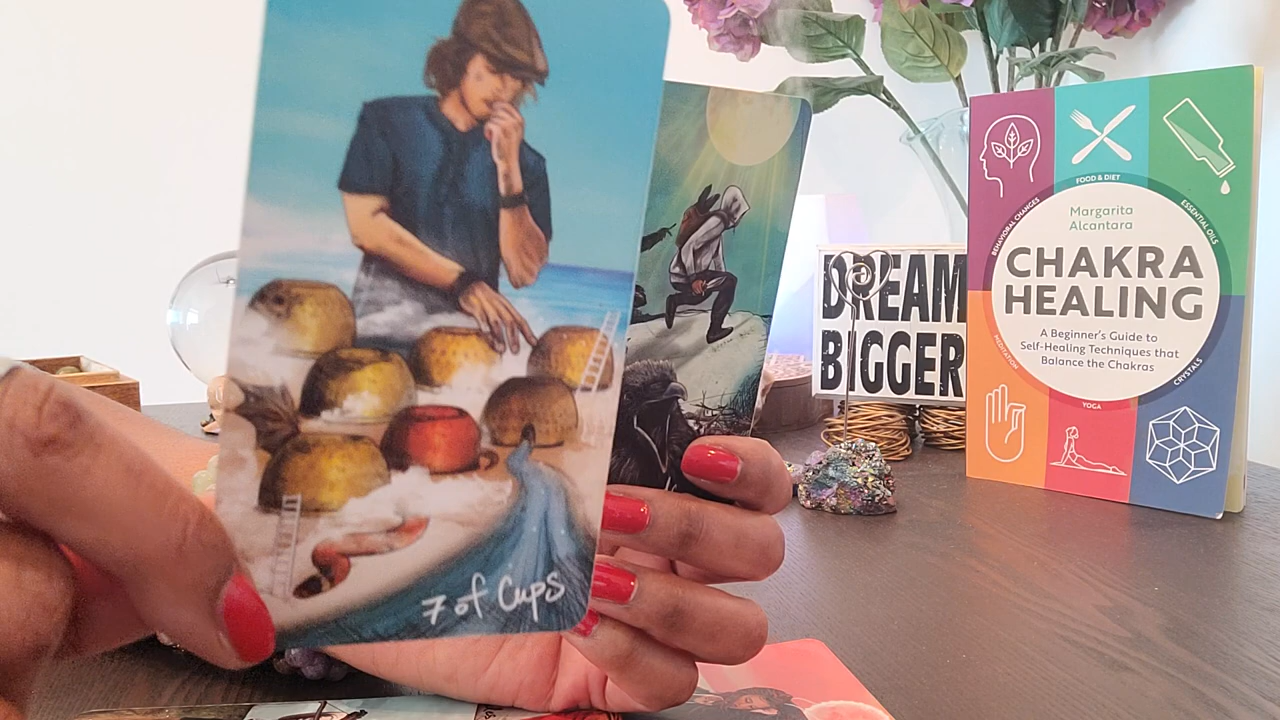 7 of Cups
DREAM
BIGGER
FOOD & DIET
BEHAVIORAL CHANGES
ESSENTIAL OILS
Margarita
Alcantara
CHAKRA
HEALING
A Beginner's Guide to
Self-Healing Techniques that
Balance the Chakras
MEDITATION
CRYSTALS
YOGA